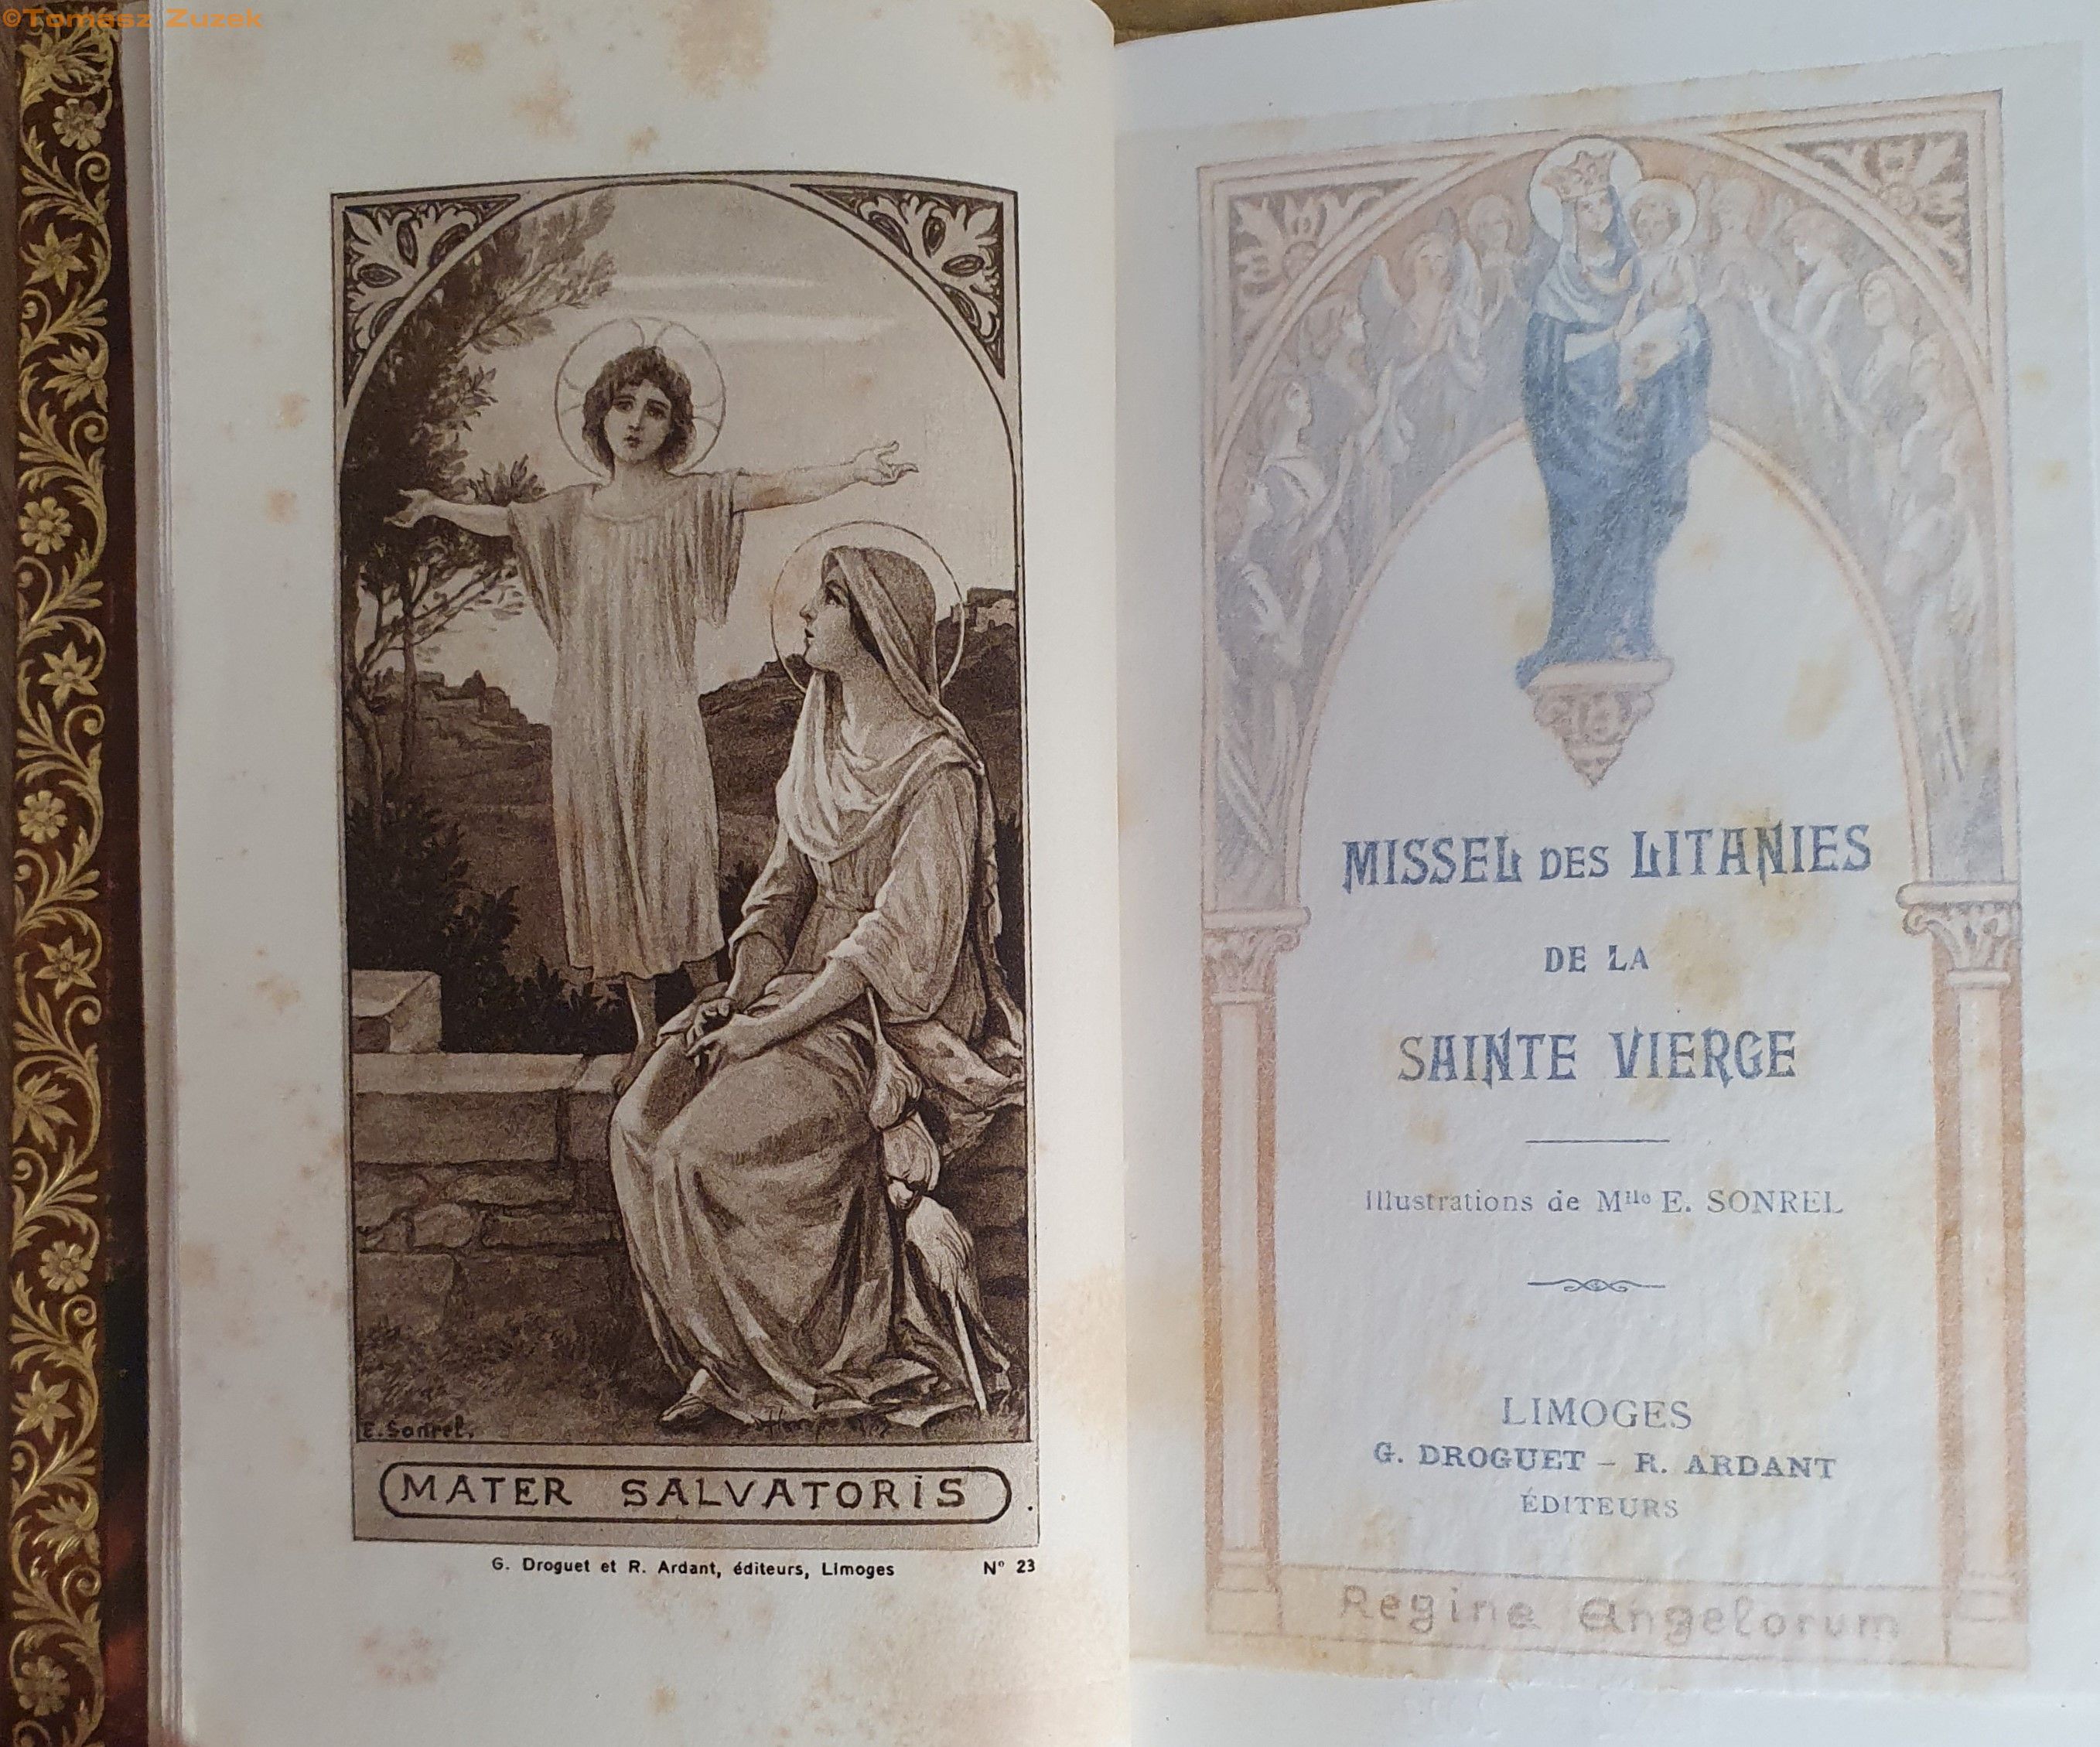 ©Tomasz Zuzek
E. Sonrel.
MATER SALVATORIS
G. Droguet et R. Ardant, éditeurs, Limoges N° 23
MISSEL DES LITANIES
DE LA
SAINTE VIERGE
Illustrations de Mlle E. SONREL
LIMOGES
G. DROGUET – R. ARDANT
ÉDITEURS
Regina Angelorum